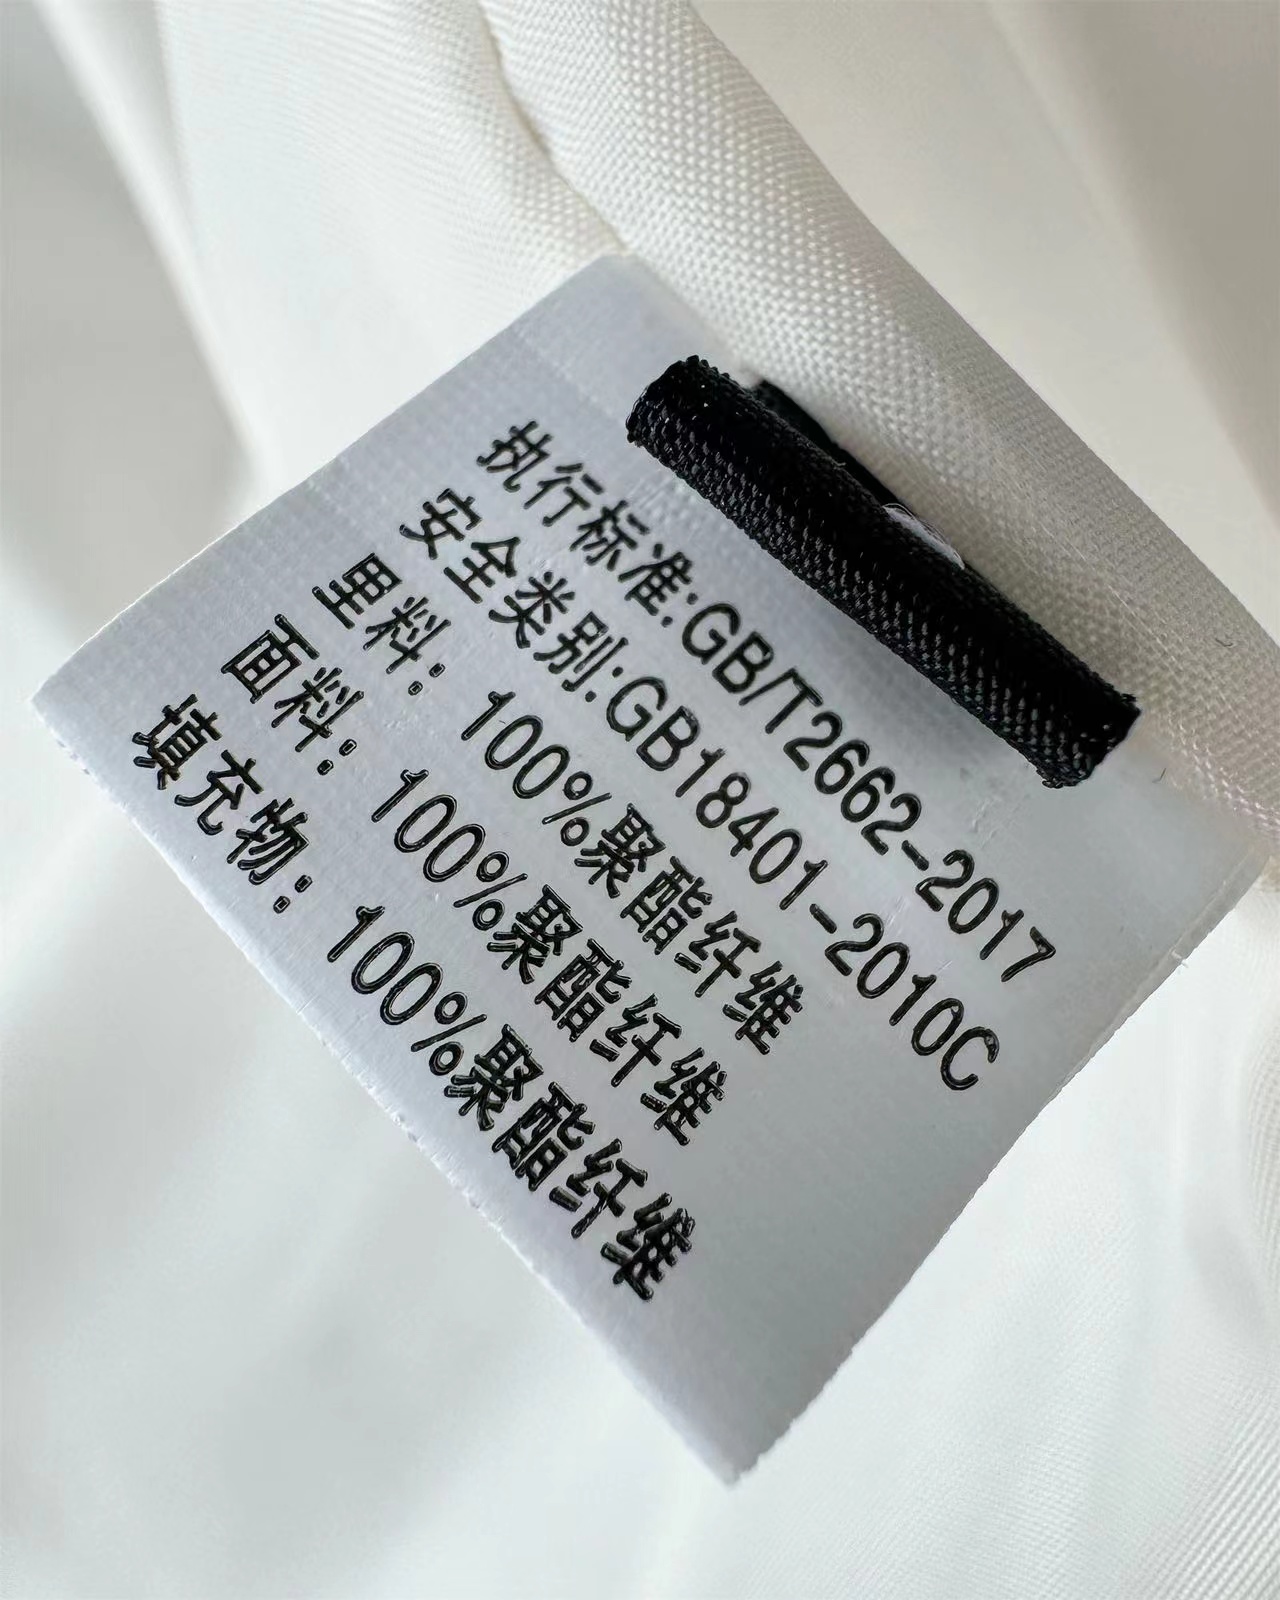 执行标准:GB/T2662-2017
安全类别:GB18401-2010C
里料：100%聚酯纤维
面料：100%聚酯纤维
填充物：100%聚酯纤维